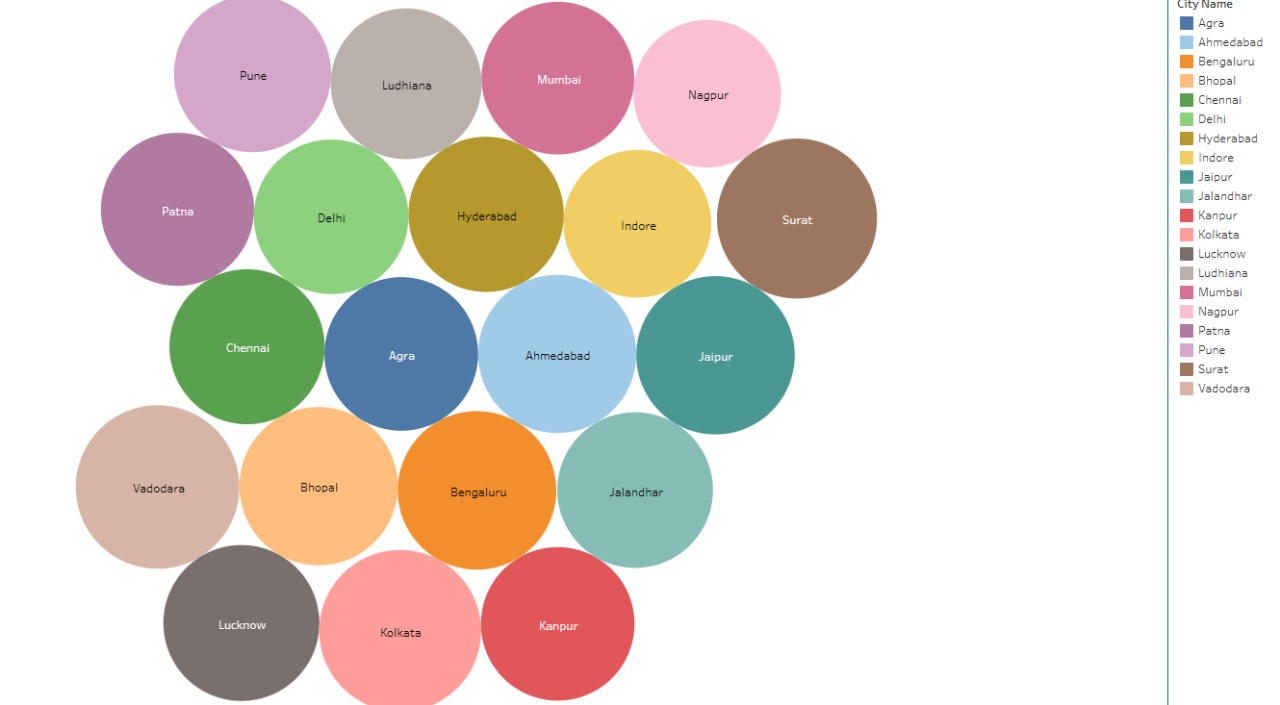 Pune
Ludhiana
Mumbai
Nagpur
Patna
Delhi
Hyderabad
Indore
Surat
Chennai
Agra
Ahmedabad
Jaipur
Vadodara
Bhopal
Bengaluru
Jalandhar
Lucknow
Kolkata
Kanpur
City Name
Agra
Ahmedabad
Bengaluru
Bhopal
Chennai
Delhi
Hyderabad
Indore
Jaipur
Jalandhar
Kanpur
Kolkata
Lucknow
Ludhiana
Mumbai
Nagpur
Patna
Pune
Surat
Vadodara